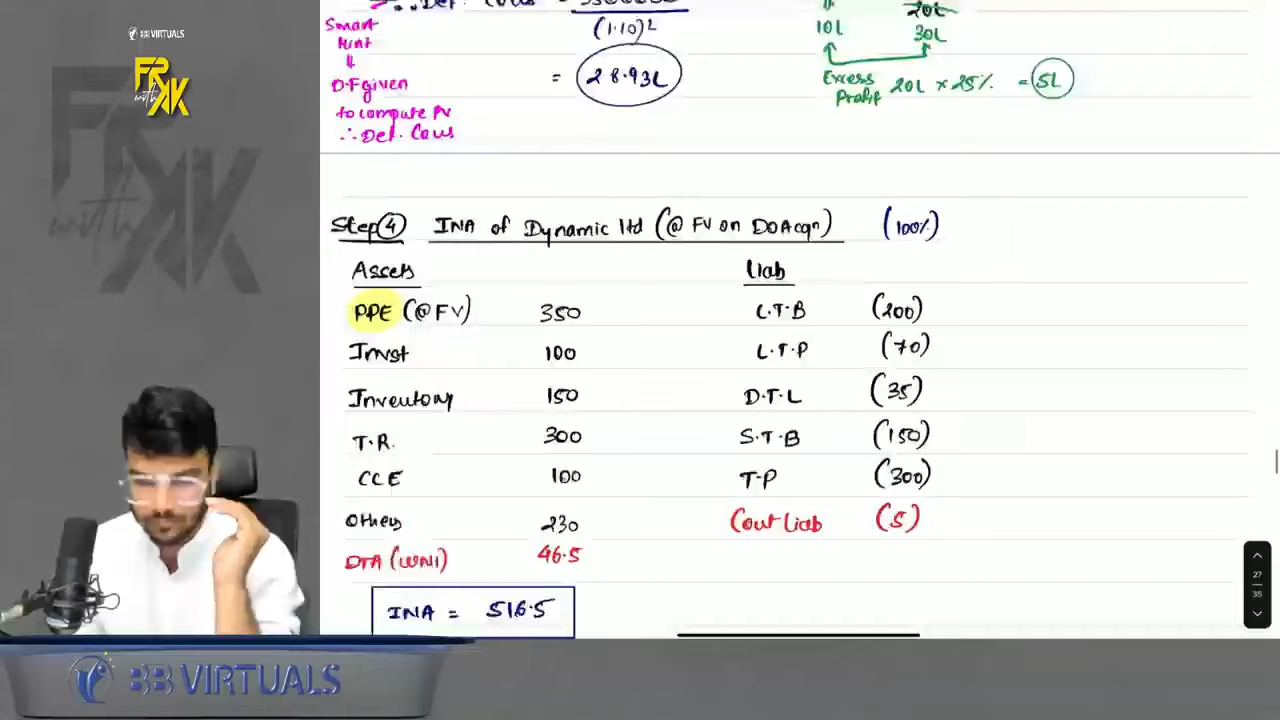 BB VIRTUALS
FR
with
AKK
Smart
Hint
D.F given
to compute PV
∴ Def. Cons
(1.10)²
= 28.93L
20L
10L 30L
Excess
Profit 20L × 25% = 5L
Step 4 INA of Dynamic ltd (@ FV on DOAcqn) (100%)
Assets Liab
PPE (@FV) 350 L.T.B (200)
Invst 100 L.T.P (70)
Inventory 150 D.T.L (35)
T.R. 300 S.T.B (150)
CCE 100 T.P (300)
Others 230 Cont Liab (5)
DTA (WN1) 46.5
INA = 516.5
27
36
BB VIRTUALS